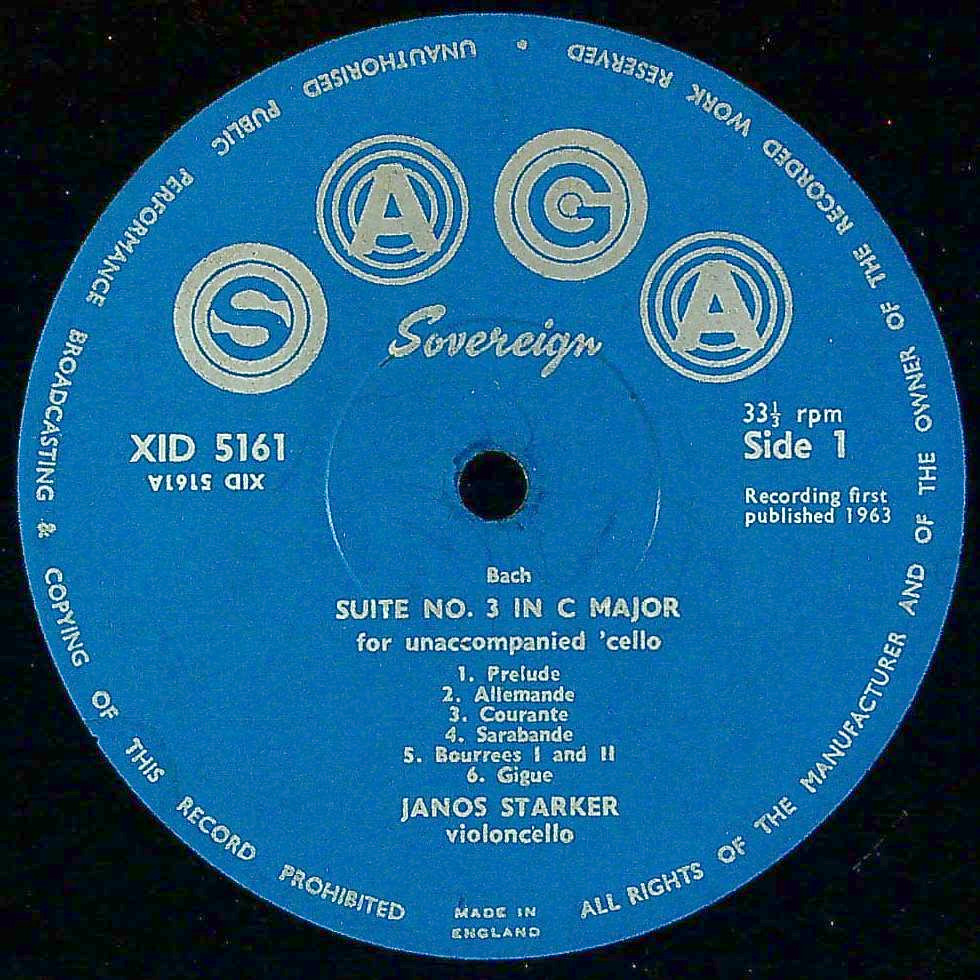 SAGA
Sovereign
XID 5161
XID 5161A
33⅓ rpm
Side 1
Recording first
published 1963
Bach
SUITE NO. 3 IN C MAJOR
for unaccompanied 'cello
1. Prelude
2. Allemande
3. Courante
4. Sarabande
5. Bourrees I and II
6. Gigue
JANOS STARKER
violoncello
MADE IN
ENGLAND
ALL RIGHTS OF THE MANUFACTURER AND OF THE OWNER OF THE RECORDED WORK RESERVED • UNAUTHORISED PUBLIC PERFORMANCE BROADCASTING & COPYING OF THIS RECORD PROHIBITED